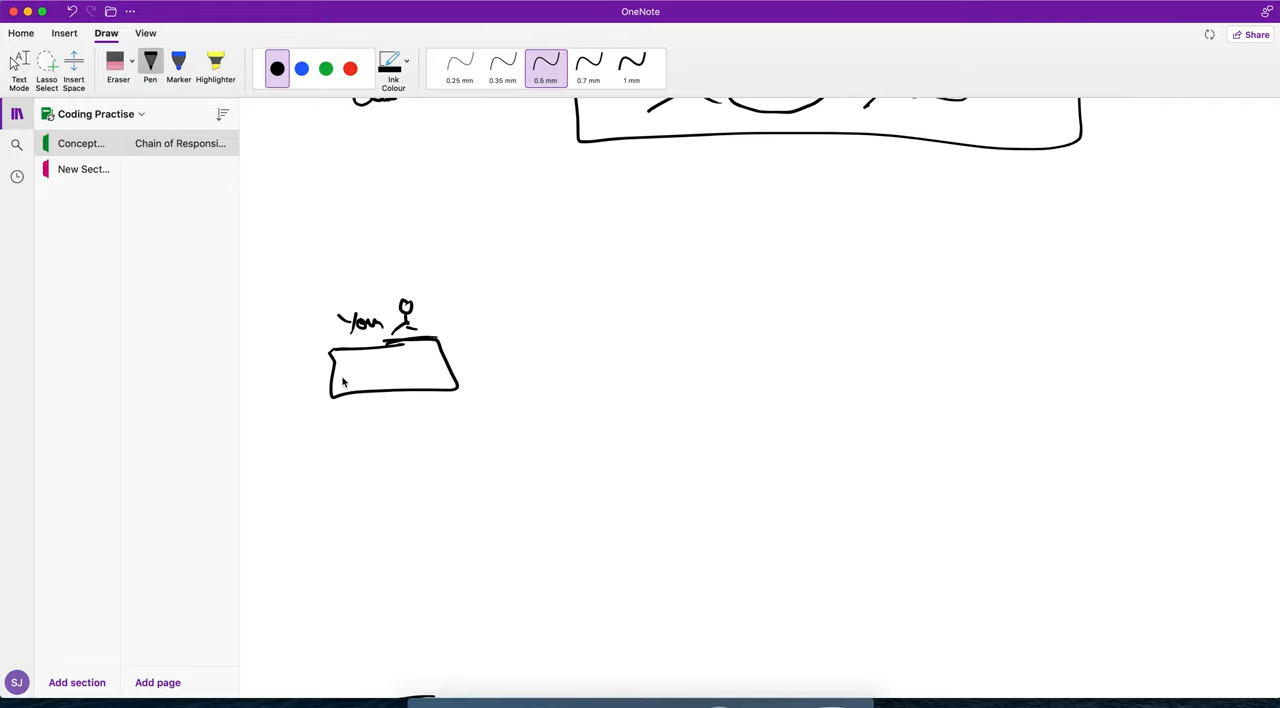 OneNote
Home Insert Draw View
Share
Text Mode
Lasso Select
Insert Space
Eraser
Pen
Marker
Highlighter
Ink Colour
0.25 mm
0.35 mm
0.5 mm
0.7 mm
1 mm
Coding Practise
Concept... Chain of Responsi...
New Sect...
You
SJ
Add section Add page